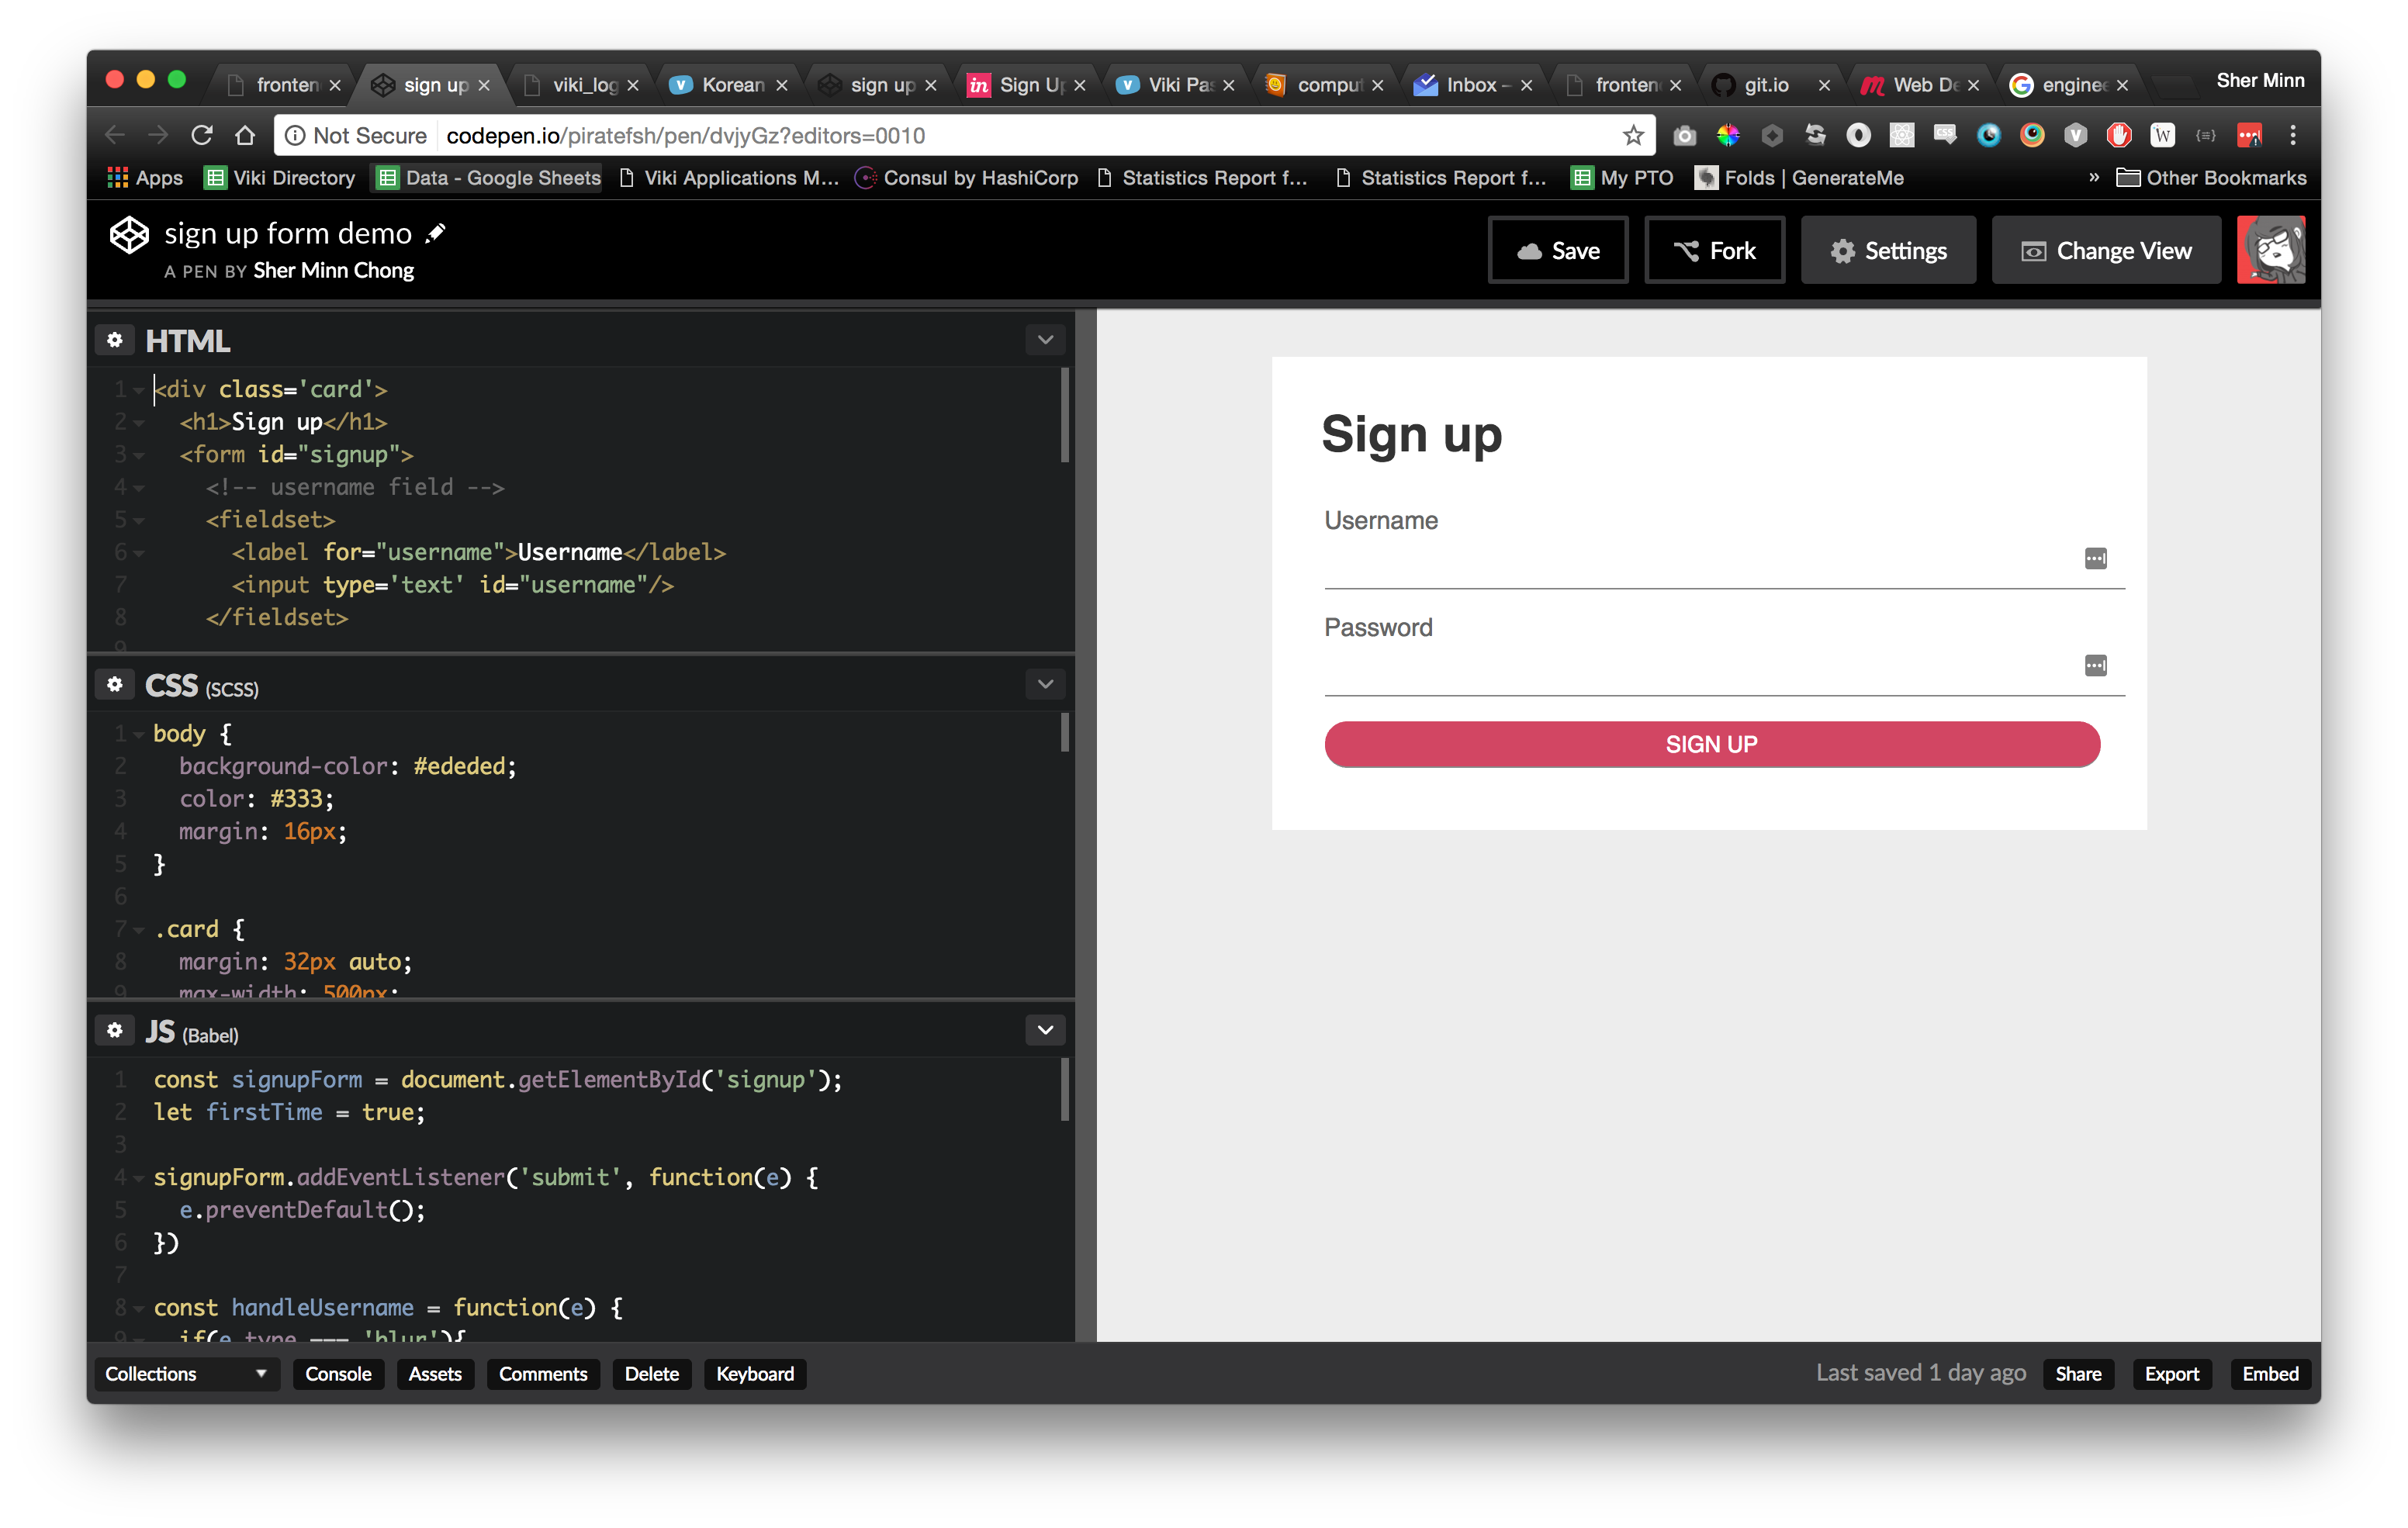 fronten sign up viki_log Korean sign up Sign Up Viki Pas comput Inbox – fronten git.io Web De enginee Sher Minn
Not Secure codepen.io/piratefsh/pen/dvjyGz?editors=0010
Apps Viki Directory Data - Google Sheets Viki Applications M... Consul by HashiCorp Statistics Report f... Statistics Report f... My PTO Folds | GenerateMe » Other Bookmarks
sign up form demo
A PEN BY Sher Minn Chong
Save Fork Settings Change View
HTML
1 <div class='card'>
2 <h1>Sign up</h1>
3 <form id="signup">
4 <!-- username field -->
5 <fieldset>
6 <label for="username">Username</label>
7 <input type='text' id="username"/>
8 </fieldset>
9
CSS (SCSS)
1 body {
2 background-color: #ededed;
3 color: #333;
4 margin: 16px;
5 }
6
7 .card {
8 margin: 32px auto;
9 max-width: 500px;
JS (Babel)
1 const signupForm = document.getElementById('signup');
2 let firstTime = true;
3
4 signupForm.addEventListener('submit', function(e) {
5 e.preventDefault();
6 })
7
8 const handleUsername = function(e) {
9 if(e.type === 'blur'){
Sign up
Username
Password
SIGN UP
Collections Console Assets Comments Delete Keyboard Last saved 1 day ago Share Export Embed